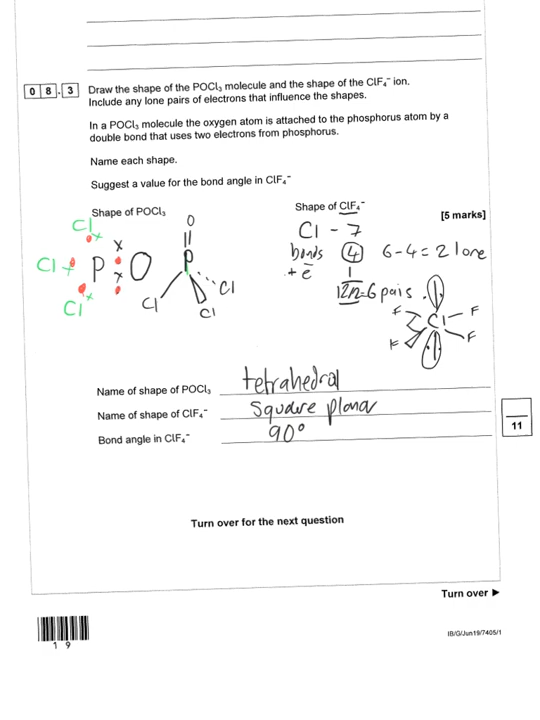 0 8 . 3 Draw the shape of the POCl₃ molecule and the shape of the ClF₄⁻ ion.
Include any lone pairs of electrons that influence the shapes.
In a POCl₃ molecule the oxygen atom is attached to the phosphorus atom by a
double bond that uses two electrons from phosphorus.
Name each shape.
Suggest a value for the bond angle in ClF₄⁻
Shape of POCl₃
Shape of ClF₄⁻
[5 marks]
Cl
Cl P O
Cl
O
P
Cl Cl Cl
Cl - 7
bonds 4 6-4=2 lone
+ e⁻ 1
12/2=6 pairs.
F Cl F
F F
Name of shape of POCl₃ tetrahedral
Name of shape of ClF₄⁻ Square planar
Bond angle in ClF₄⁻ 90°
11
Turn over for the next question
Turn over ►
1 9
IB/G/Jun19/7405/1